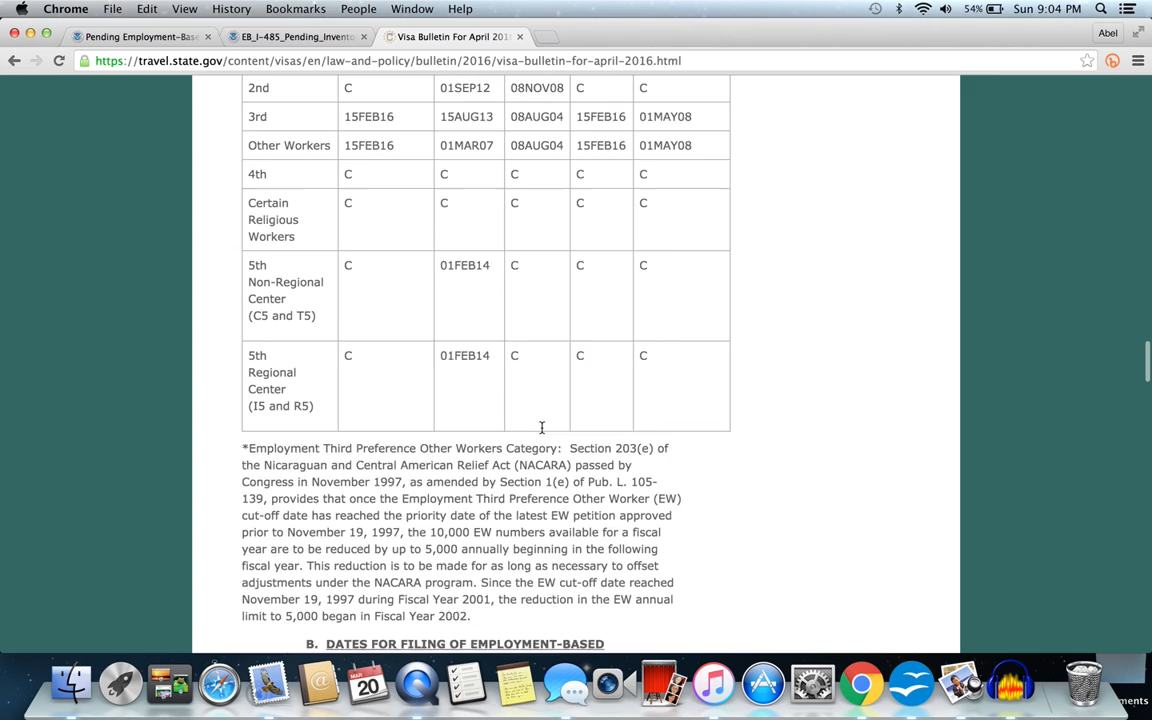 Chrome File Edit View History Bookmarks People Window Help 54% Sun 9:04 PM
Pending Employment-Base EB_I-485_Pending_Invento Visa Bulletin For April 201 Abel
https://travel.state.gov/content/visas/en/law-and-policy/bulletin/2016/visa-bulletin-for-april-2016.html
2nd C 01SEP12 08NOV08 C C
3rd 15FEB16 15AUG13 08AUG04 15FEB16 01MAY08
Other Workers 15FEB16 01MAR07 08AUG04 15FEB16 01MAY08
4th C C C C C
Certain C C C C C
Religious
Workers
5th C 01FEB14 C C C
Non-Regional
Center
(C5 and T5)
5th C 01FEB14 C C C
Regional
Center
(I5 and R5)
*Employment Third Preference Other Workers Category: Section 203(e) of
the Nicaraguan and Central American Relief Act (NACARA) passed by
Congress in November 1997, as amended by Section 1(e) of Pub. L. 105-
139, provides that once the Employment Third Preference Other Worker (EW)
cut-off date has reached the priority date of the latest EW petition approved
prior to November 19, 1997, the 10,000 EW numbers available for a fiscal
year are to be reduced by up to 5,000 annually beginning in the following
fiscal year. This reduction is to be made for as long as necessary to offset
adjustments under the NACARA program. Since the EW cut-off date reached
November 19, 1997 during Fiscal Year 2001, the reduction in the EW annual
limit to 5,000 began in Fiscal Year 2002.
B. DATES FOR FILING OF EMPLOYMENT-BASED
MAR
20
ments